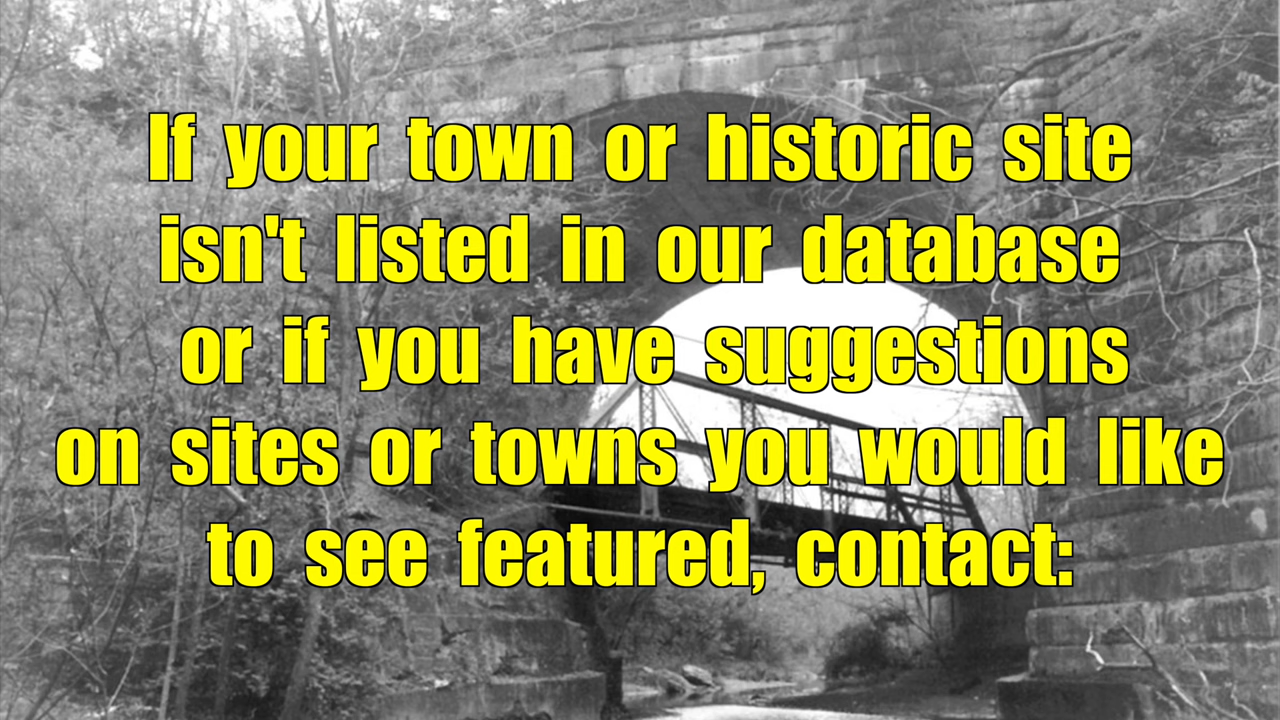 If your town or historic site
isn't listed in our database
or if you have suggestions
on sites or towns you would like
to see featured, contact: